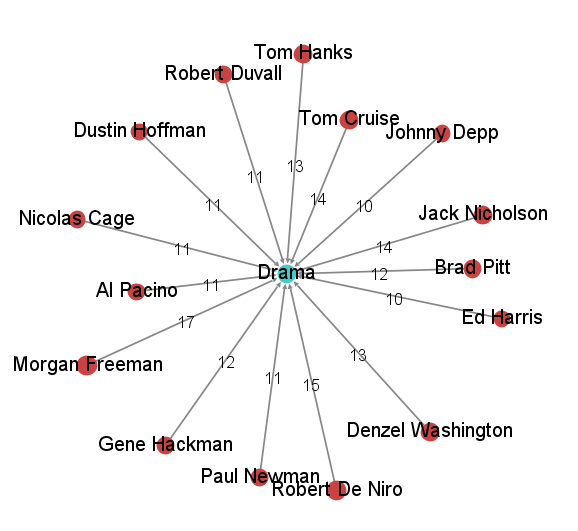 Tom Hanks
Robert Duvall
Tom Cruise
Dustin Hoffman
Johnny Depp
13
11
14
11
10
Nicolas Cage
Jack Nicholson
11
14
Drama
Brad Pitt
12
Al Pacino
11
10
Ed Harris
17
13
Morgan Freeman
12
11
15
Denzel Washington
Gene Hackman
Paul Newman
Robert De Niro